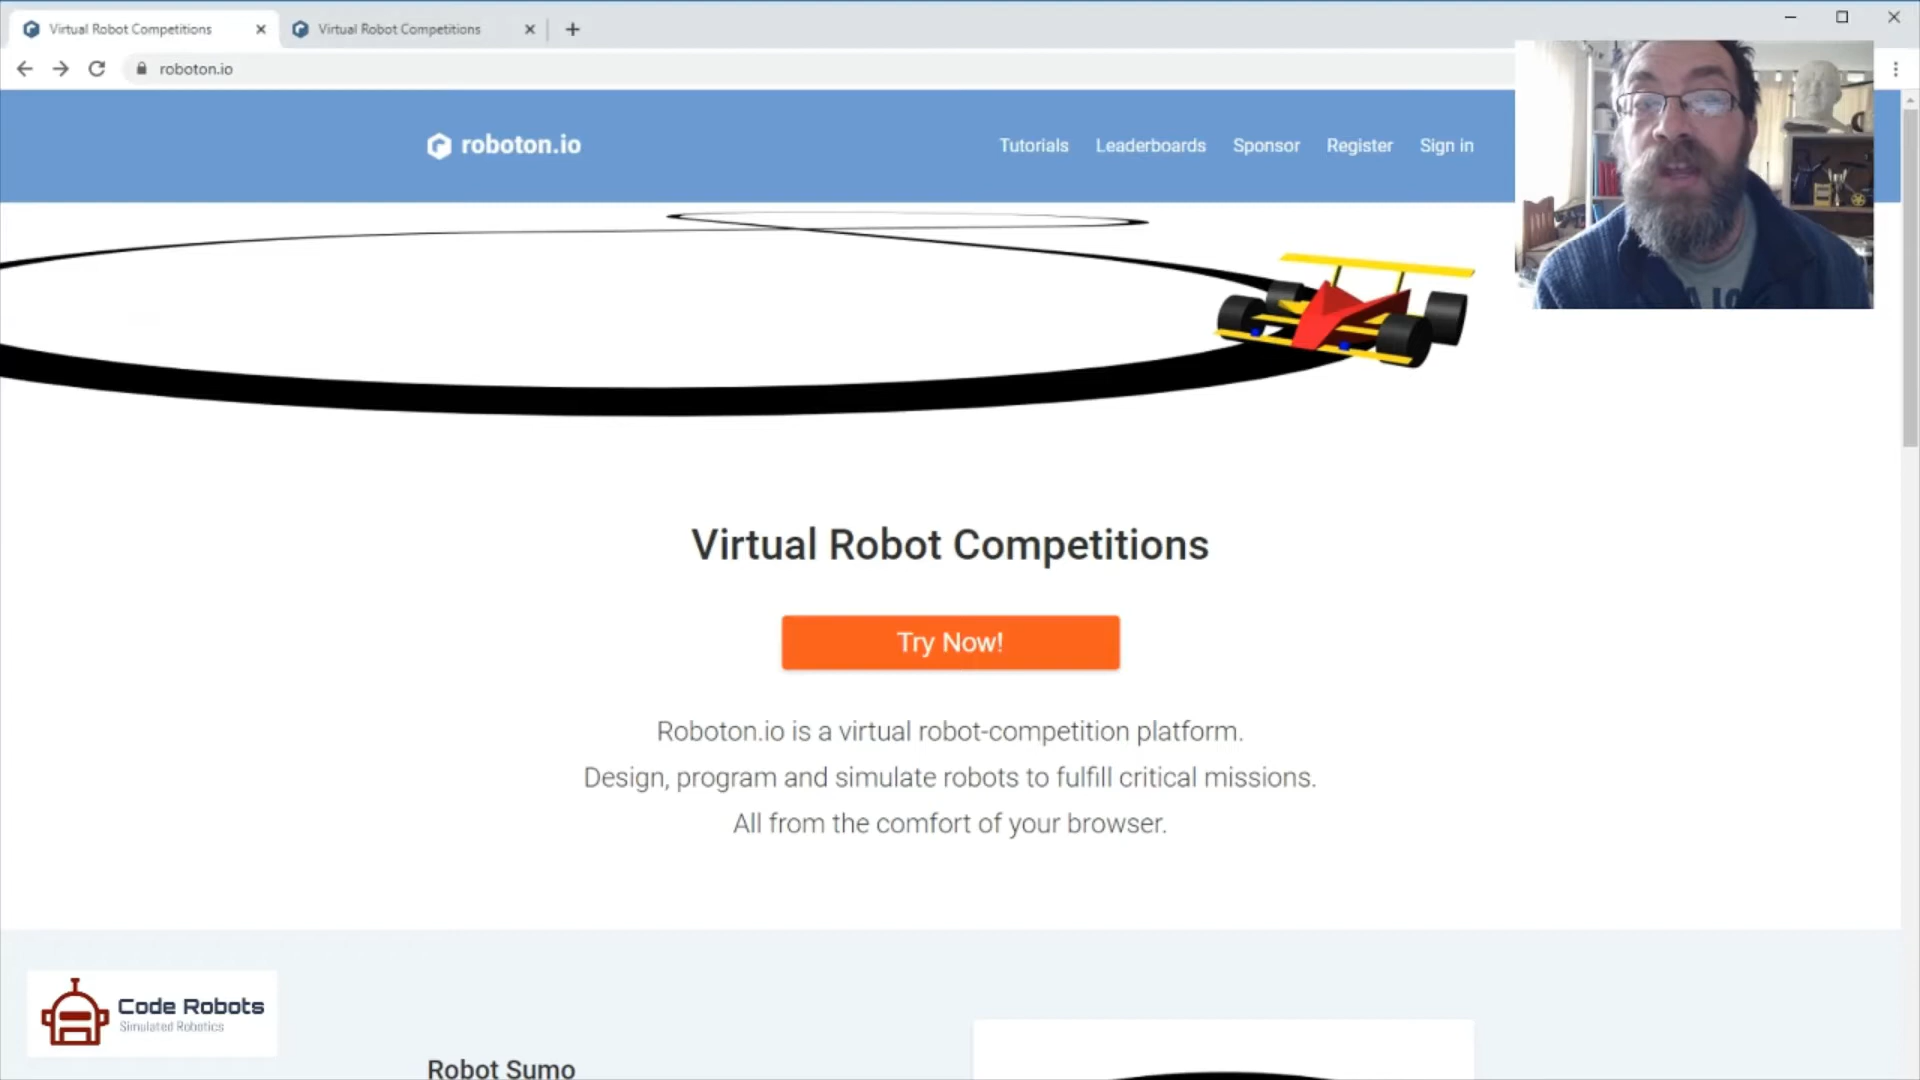 Virtual Robot Competitions
Virtual Robot Competitions
roboton.io
roboton.io
Tutorials
Leaderboards
Sponsor
Register
Sign in
Virtual Robot Competitions
Try Now!
Roboton.io is a virtual robot-competition platform.
Design, program and simulate robots to fulfill critical missions.
All from the comfort of your browser.
Code Robots
Simulated Robotics
Robot Sumo